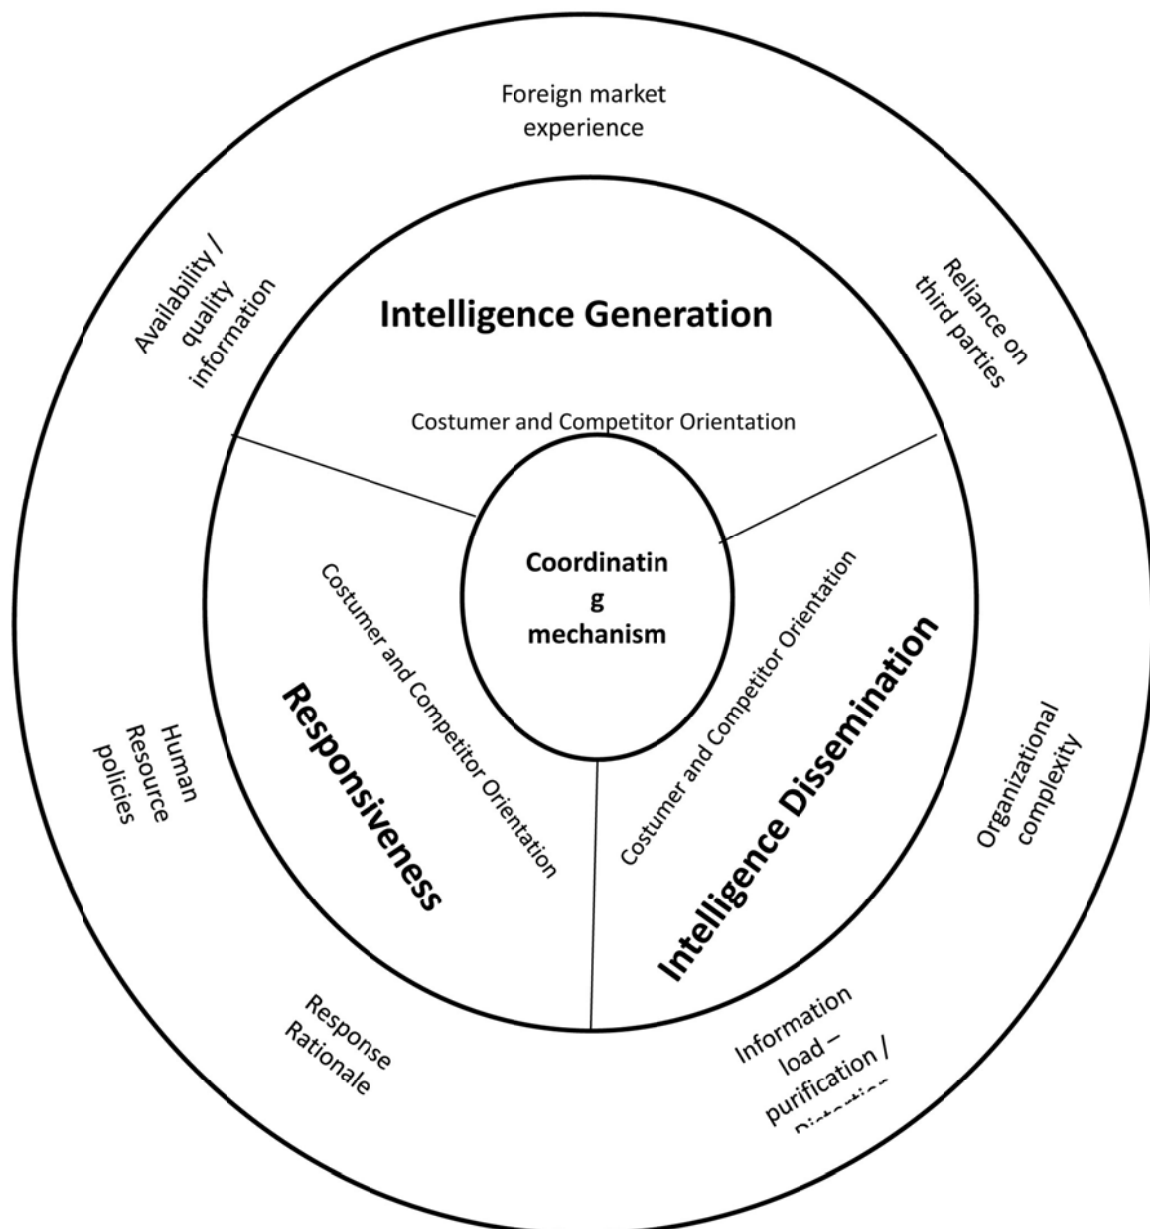 Foreign market
experience
Availability /
quality
information
Reliance on
third parties
Intelligence Generation
Costumer and Competitor Orientation
Coordinatin
g
mechanism
Costumer and Competitor Orientation
Responsiveness
Costumer and Competitor Orientation
Intelligence Dissemination
Human
Resource
policies
Organizational
complexity
Response
Rationale
Information
load –
purification /